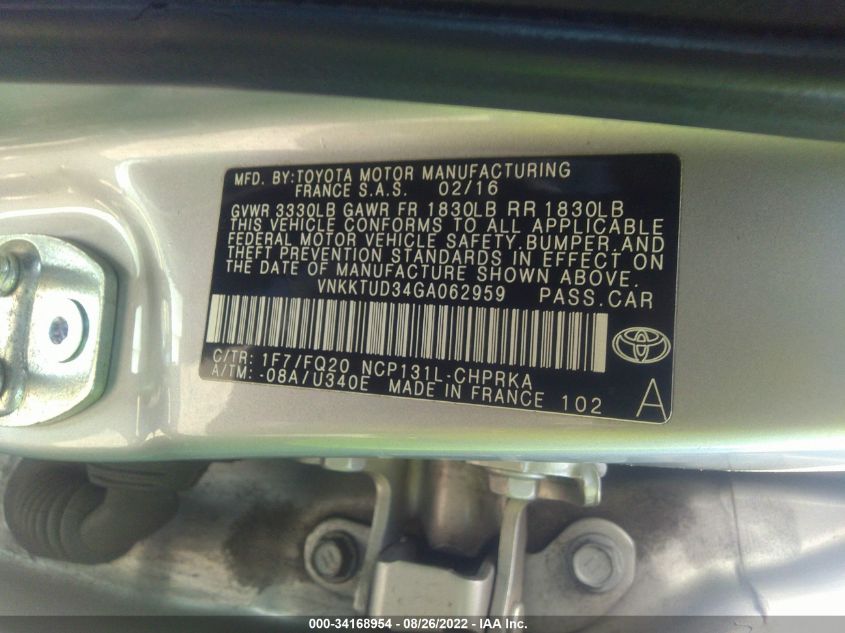 MFD. BY: TOYOTA MOTOR MANUFACTURING
FRANCE S.A.S. 02/16
GVWR 3330LB GAWR FR 1830LB RR 1830LB
THIS VEHICLE CONFORMS TO ALL APPLICABLE
FEDERAL MOTOR VEHICLE SAFETY, BUMPER, AND
THEFT PREVENTION STANDARDS IN EFFECT ON
THE DATE OF MANUFACTURE SHOWN ABOVE.
VNKKTUD34GA062959 PASS.CAR
C/TR: 1F7/FQ20 NCP131L-CHPRKA
A/TM: -08A/U340E MADE IN FRANCE 102 A
000-34168954 - 08/26/2022 - IAA Inc.